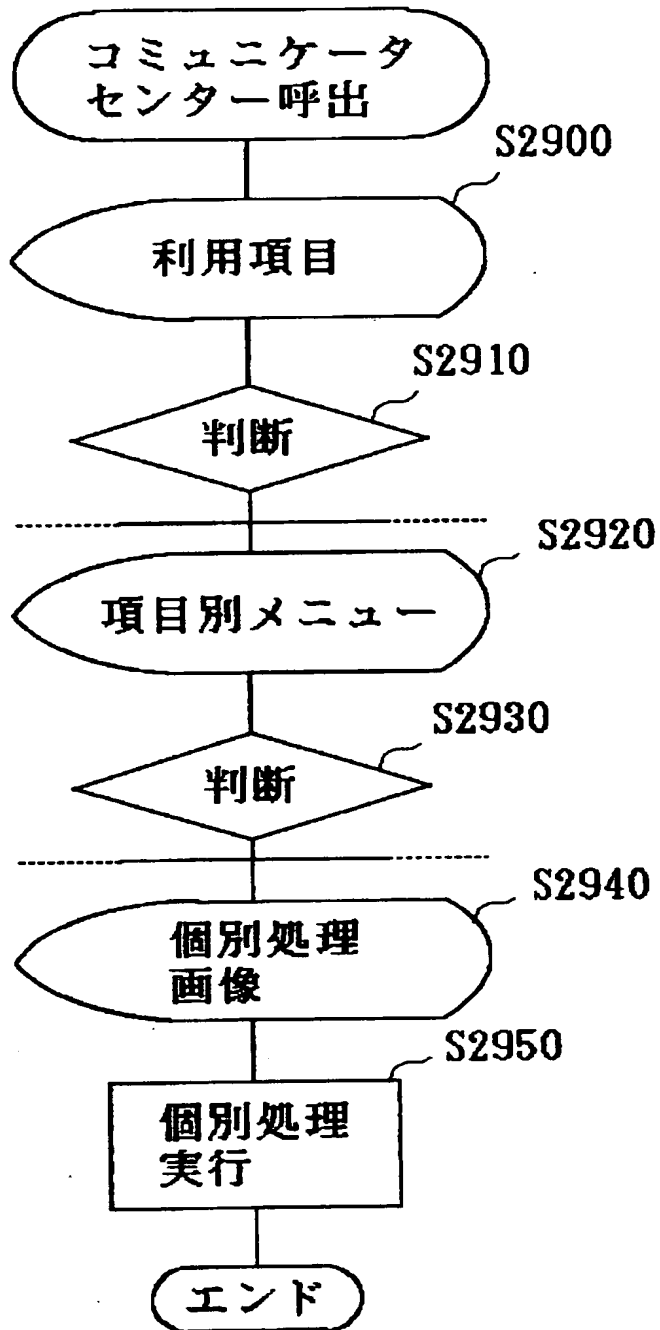 コミュニケータ
センター呼出
S2900
利用項目
S2910
判断
S2920
項目別メニュー
S2930
判断
S2940
個別処理
画像
S2950
個別処理
実行
エンド